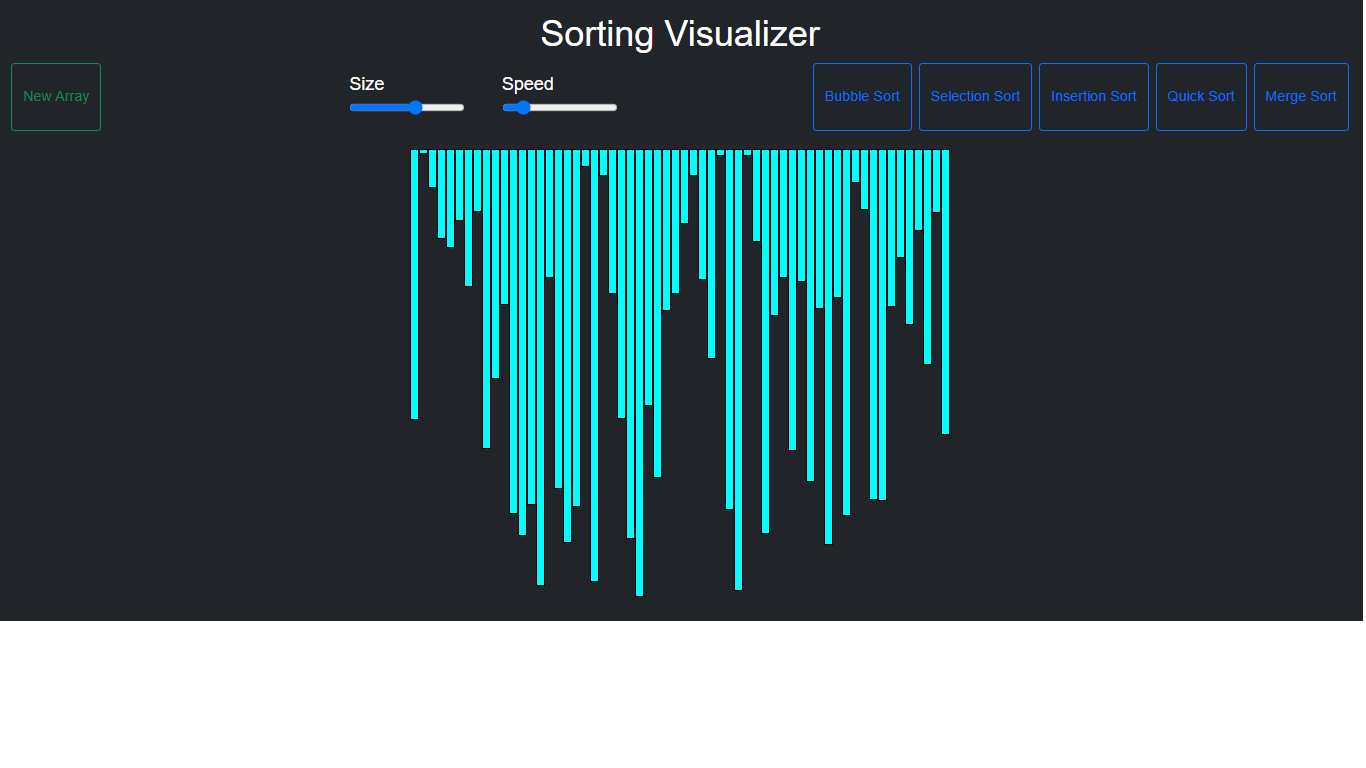 Sorting Visualizer
New Array
Size
Speed
Bubble Sort
Selection Sort
Insertion Sort
Quick Sort
Merge Sort